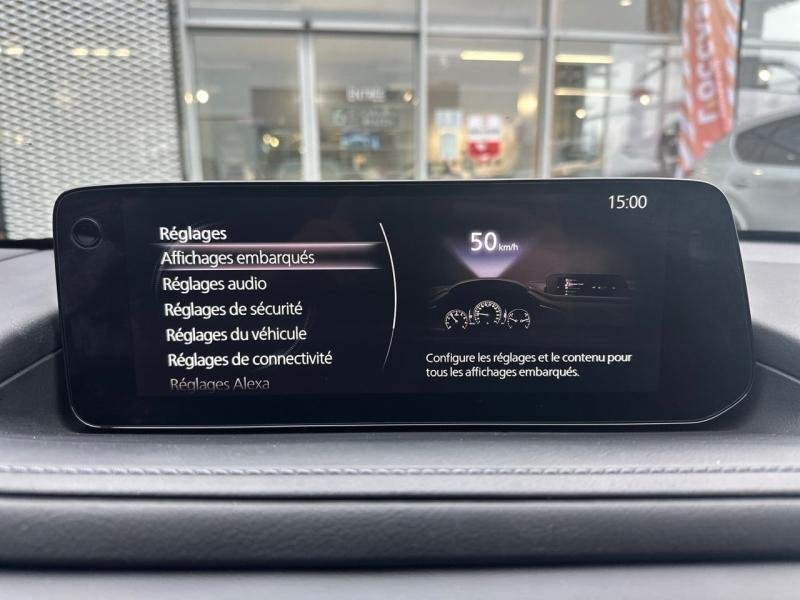 15:00
Réglages
Affichages embarqués
Réglages audio
Réglages de sécurité
Réglages du véhicule
Réglages de connectivité
Réglages Alexa
50 km/h
Configure les réglages et le contenu pour
tous les affichages embarqués.